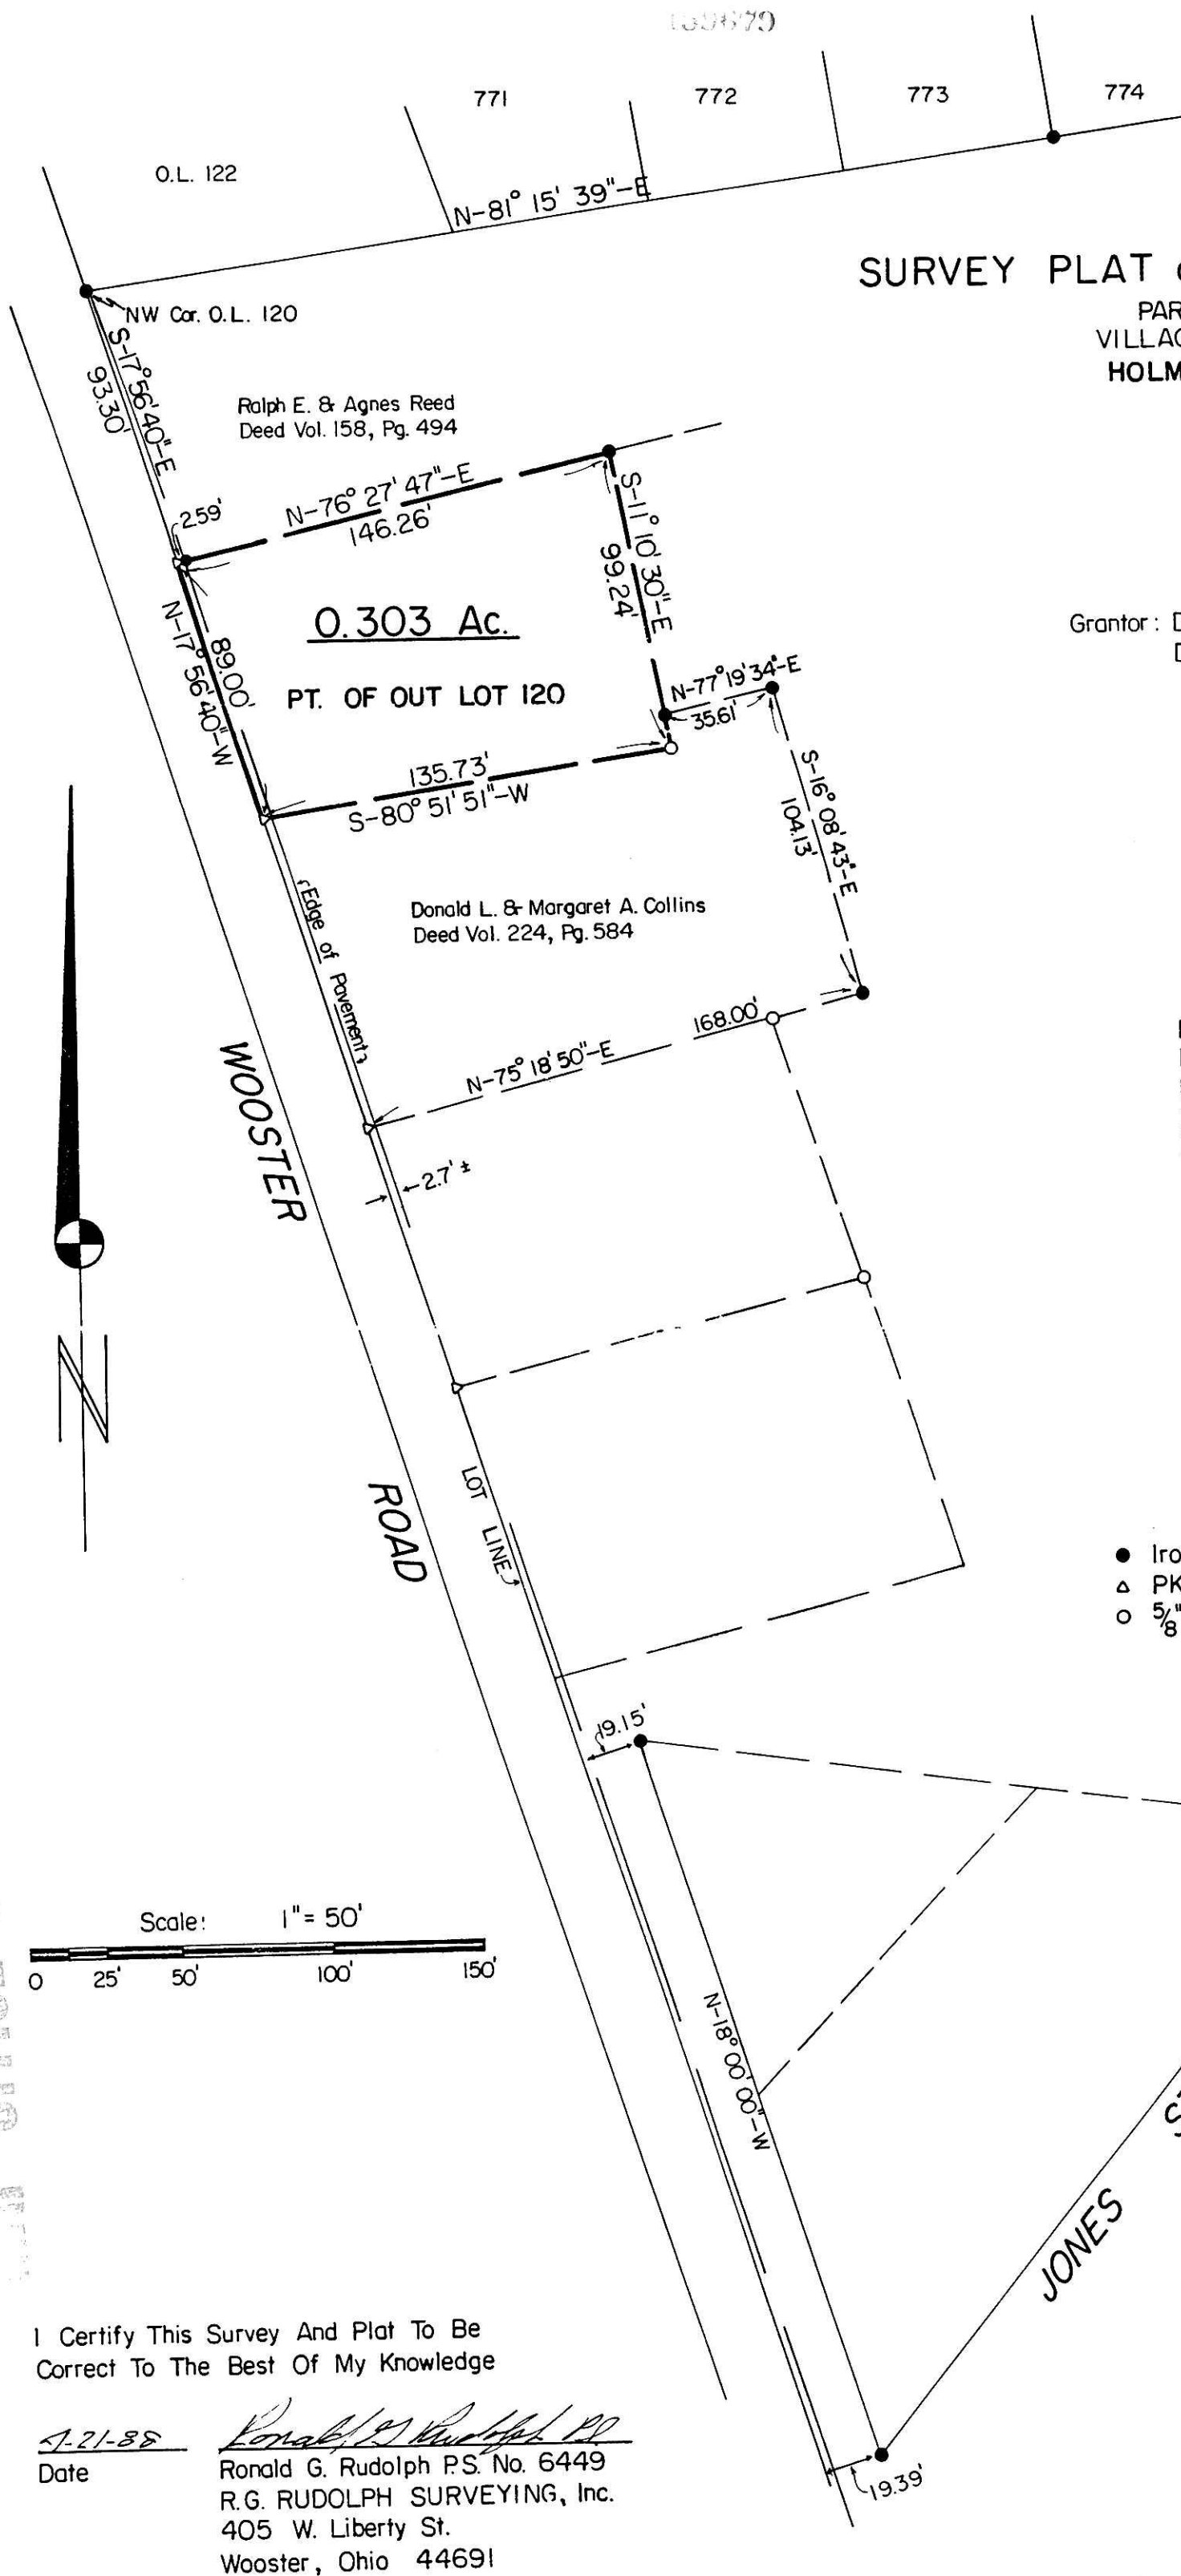 159679
771
772
773
774
O.L. 122
N-81° 15' 39"-E
SURVEY PLAT
PAR
VILLAG
HOLM
NW Cor. O.L. 120
S-17° 56' 40"-E
93.30'
Ralph E. & Agnes Reed
Deed Vol. 158, Pg. 494
2.59'
N-76° 27' 47"-E
146.26'
S-11° 10' 30"-E
99.24'
0.303 Ac.
PT. OF OUT LOT 120
N-17° 56' 40"-W
89.00'
Grantor: D
D
N-77° 19' 34"-E
35.61'
135.73'
S-80° 51' 51"-W
S-16° 08' 43"-E
104.13'
Edge of Pavement
Donald L. & Margaret A. Collins
Deed Vol. 224, Pg. 584
168.00'
N-75° 18' 50"-E
WOOSTER
2.7' ±
N
ROAD
LOT LINE
● Iro
△ PK
○ 5/8"
19.15'
Scale: 1" = 50'
0 25' 50' 100' 150'
N-18° 00' 00"-W
JONES
I Certify This Survey And Plat To Be
Correct To The Best Of My Knowledge
Ronald G Rudolph P.S.
Date
Ronald G. Rudolph P.S. No. 6449
R.G. RUDOLPH SURVEYING, Inc.
405 W. Liberty St.
Wooster, Ohio 44691
19.39'